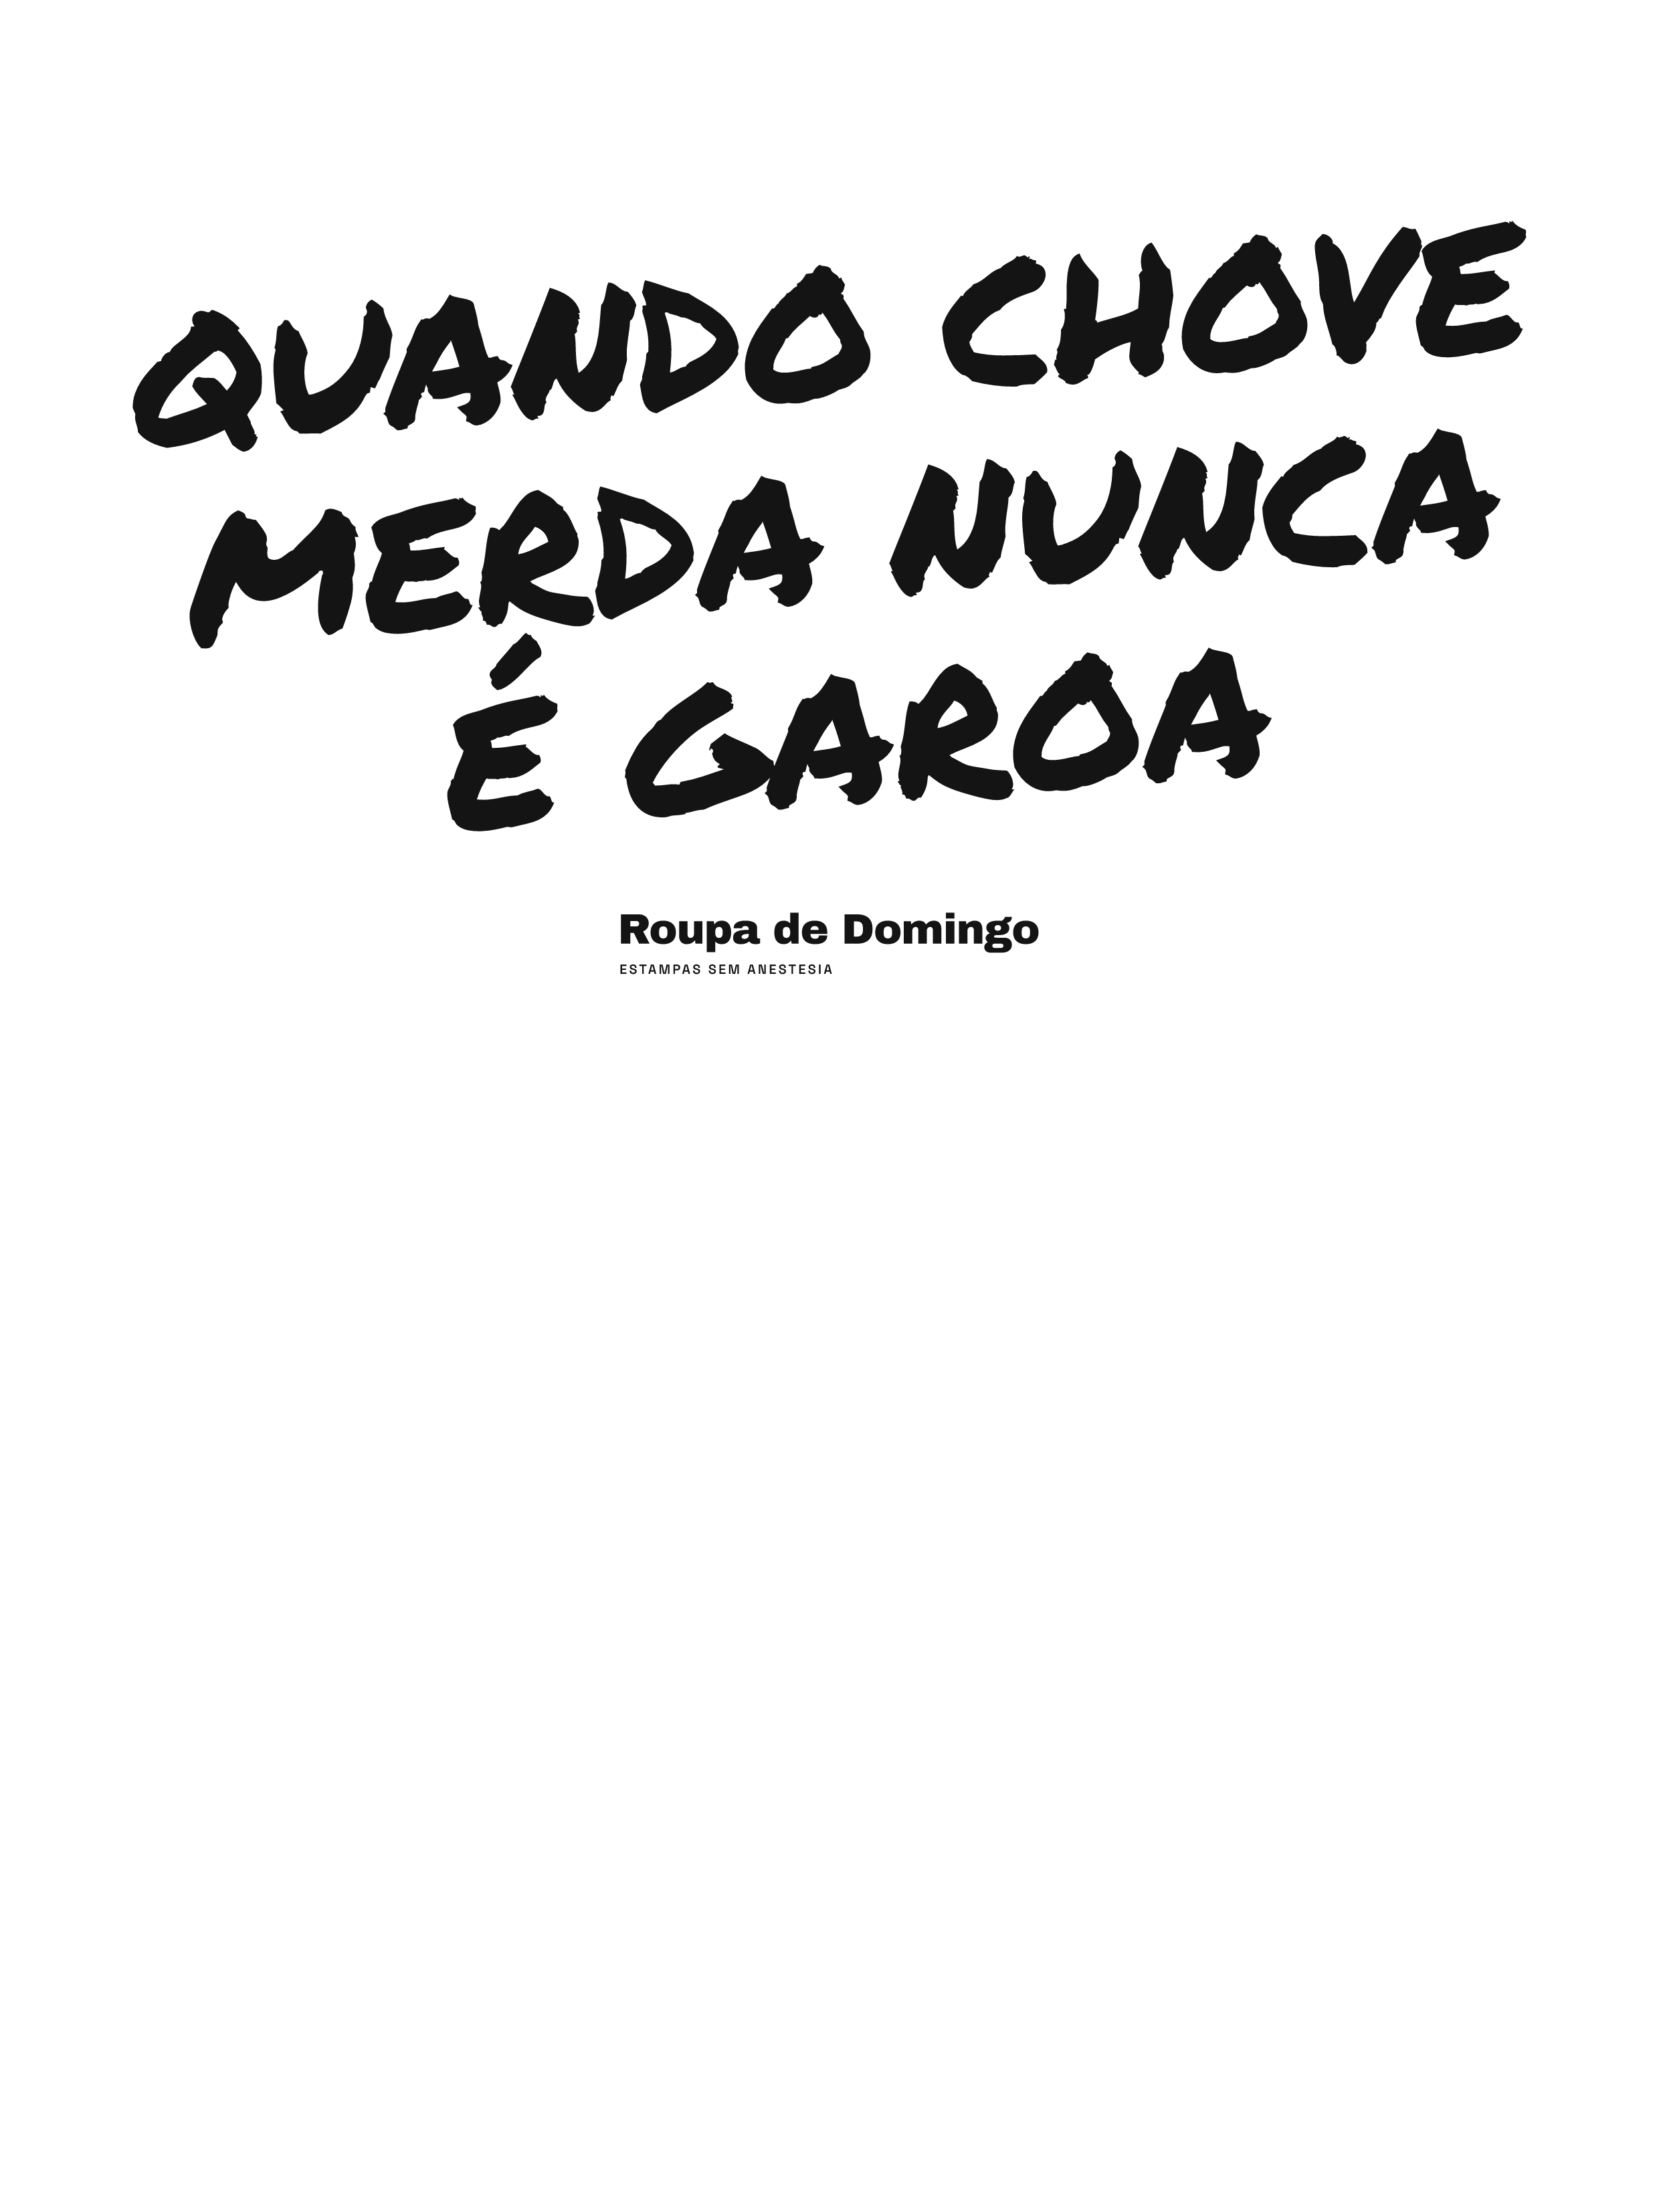 QUANDO CHOVE
MERDA NUNCA
É GAROA
Roupa de Domingo
ESTAMPAS SEM ANESTESIA